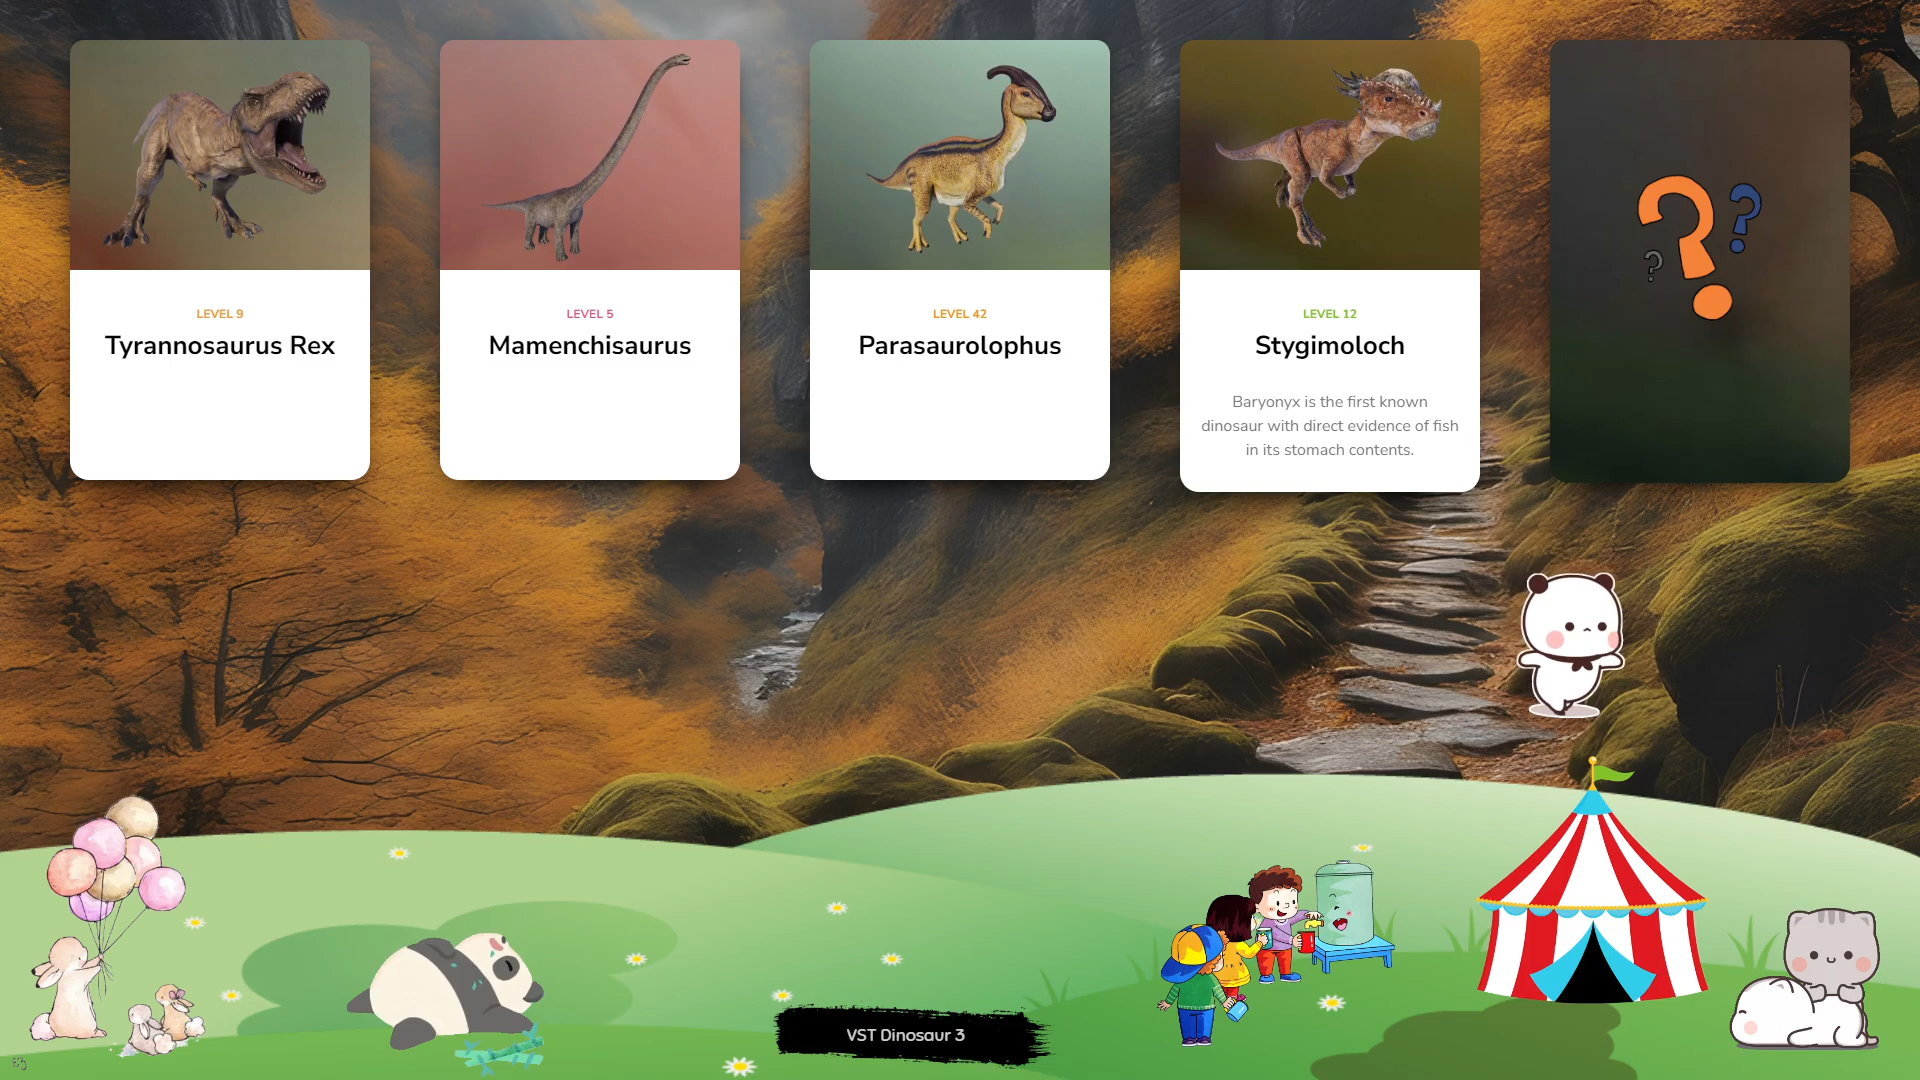 LEVEL 9
Tyrannosaurus Rex
LEVEL 5
Mamenchisaurus
LEVEL 42
Parasaurolophus
LEVEL 12
Stygimoloch
Baryonyx is the first known
dinosaur with direct evidence of fish
in its stomach contents.
? ? ?
VST Dinosaur 3